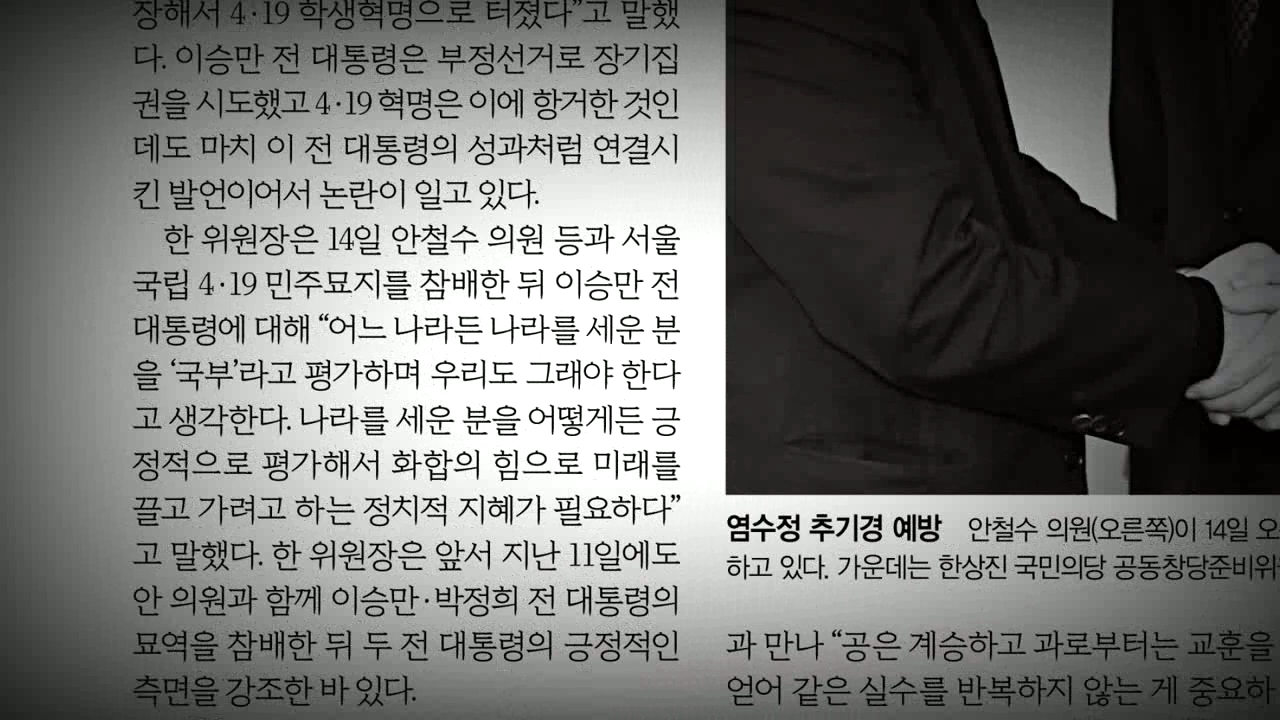 장해서 4·19 학생혁명으로 터졌다”고 말했
다. 이승만 전 대통령은 부정선거로 장기집
권을 시도했고 4·19 혁명은 이에 항거한 것인
데도 마치 이 전 대통령의 성과처럼 연결시
킨 발언이어서 논란이 일고 있다.
한 위원장은 14일 안철수 의원 등과 서울
국립 4·19 민주묘지를 참배한 뒤 이승만 전
대통령에 대해 “어느 나라든 나라를 세운 분
을 ‘국부’라고 평가하며 우리도 그래야 한다
고 생각한다. 나라를 세운 분을 어떻게든 긍
정적으로 평가해서 화합의 힘으로 미래를
끌고 가려고 하는 정치적 지혜가 필요하다”
고 말했다. 한 위원장은 앞서 지난 11일에도
안 의원과 함께 이승만·박정희 전 대통령의
묘역을 참배한 뒤 두 전 대통령의 긍정적인
측면을 강조한 바 있다.
염수정 추기경 예방 안철수 의원(오른쪽)이 14일 오
하고 있다. 가운데는 한상진 국민의당 공동창당준비위
과 만나 “공은 계승하고 과로부터는 교훈을
얻어 같은 실수를 반복하지 않는 게 중요하